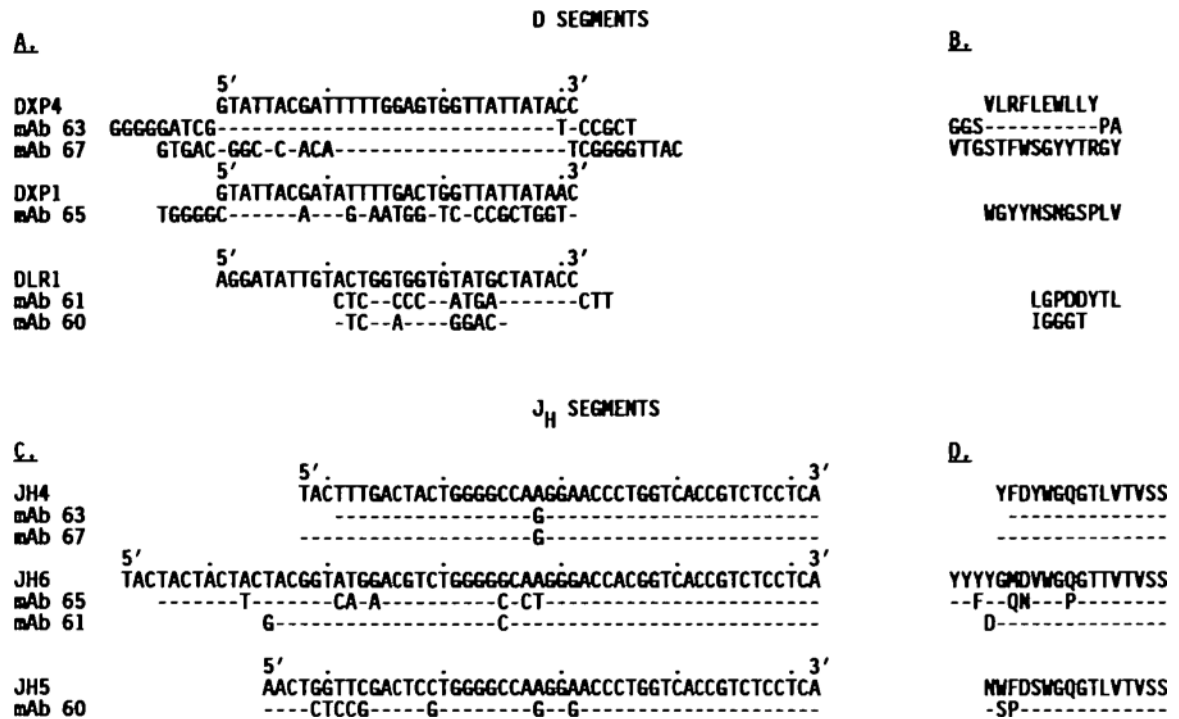 D SEGMENTS
A. B.
5' . . .3'
DXP4 GTATTACGATTTTTGGAGTGGTTATTATACC VLRFLEWLLY
mAb 63 GGGGGATCG-----------------------------T-CCGCT GGS----------PA
mAb 67 GTGAC-GGC-C-ACA--------------------TCGGGGTTAC VTGSTFWSGYYTRGY
5' . . .3'
DXP1 GTATTACGATATTTTGACTGGTTATTATAAC
mAb 65 TGGGGC------A---G-AATGG-TC-CCGCTGGT- WGYYNSNGSPLV
5' . . .3'
DLR1 AGGATATTGTACTGGTGGTGTATGCTATACC
mAb 61 CTC--CCC--ATGA-------CTT LGPDDYTL
mAb 60 -TC--A----GGAC- IGGGT
JH SEGMENTS
C. D.
5' . . . . . 3'
JH4 TACTTTGACTACTGGGGCCAAGGAACCCTGGTCACCGTCTCCTCA YFDYWGQGTLVTVSS
mAb 63 -----------------G------------------------ --------------
mAb 67 --------------------G------------------------ ---------------
5' . . . . . . 3'
JH6 TACTACTACTACTACGGTATGGACGTCTGGGGGCAAGGGACCACGGTCACCGTCTCCTCA YYYYGMDVWGQGTTVTVSS
mAb 65 -------T-------CA-A----------C-CT------------------------ --F--QN---P--------
mAb 61 G-------------------C--------------------------- D---------------
5' . . . . . 3'
JH5 AACTGGTTCGACTCCTGGGGCCAAGGAACCCTGGTCACCGTCTCCTCA NWFDSWGQGTLVTVSS
mAb 60 ----CTCCG-----G--------G--G--------------------- -SP-------------